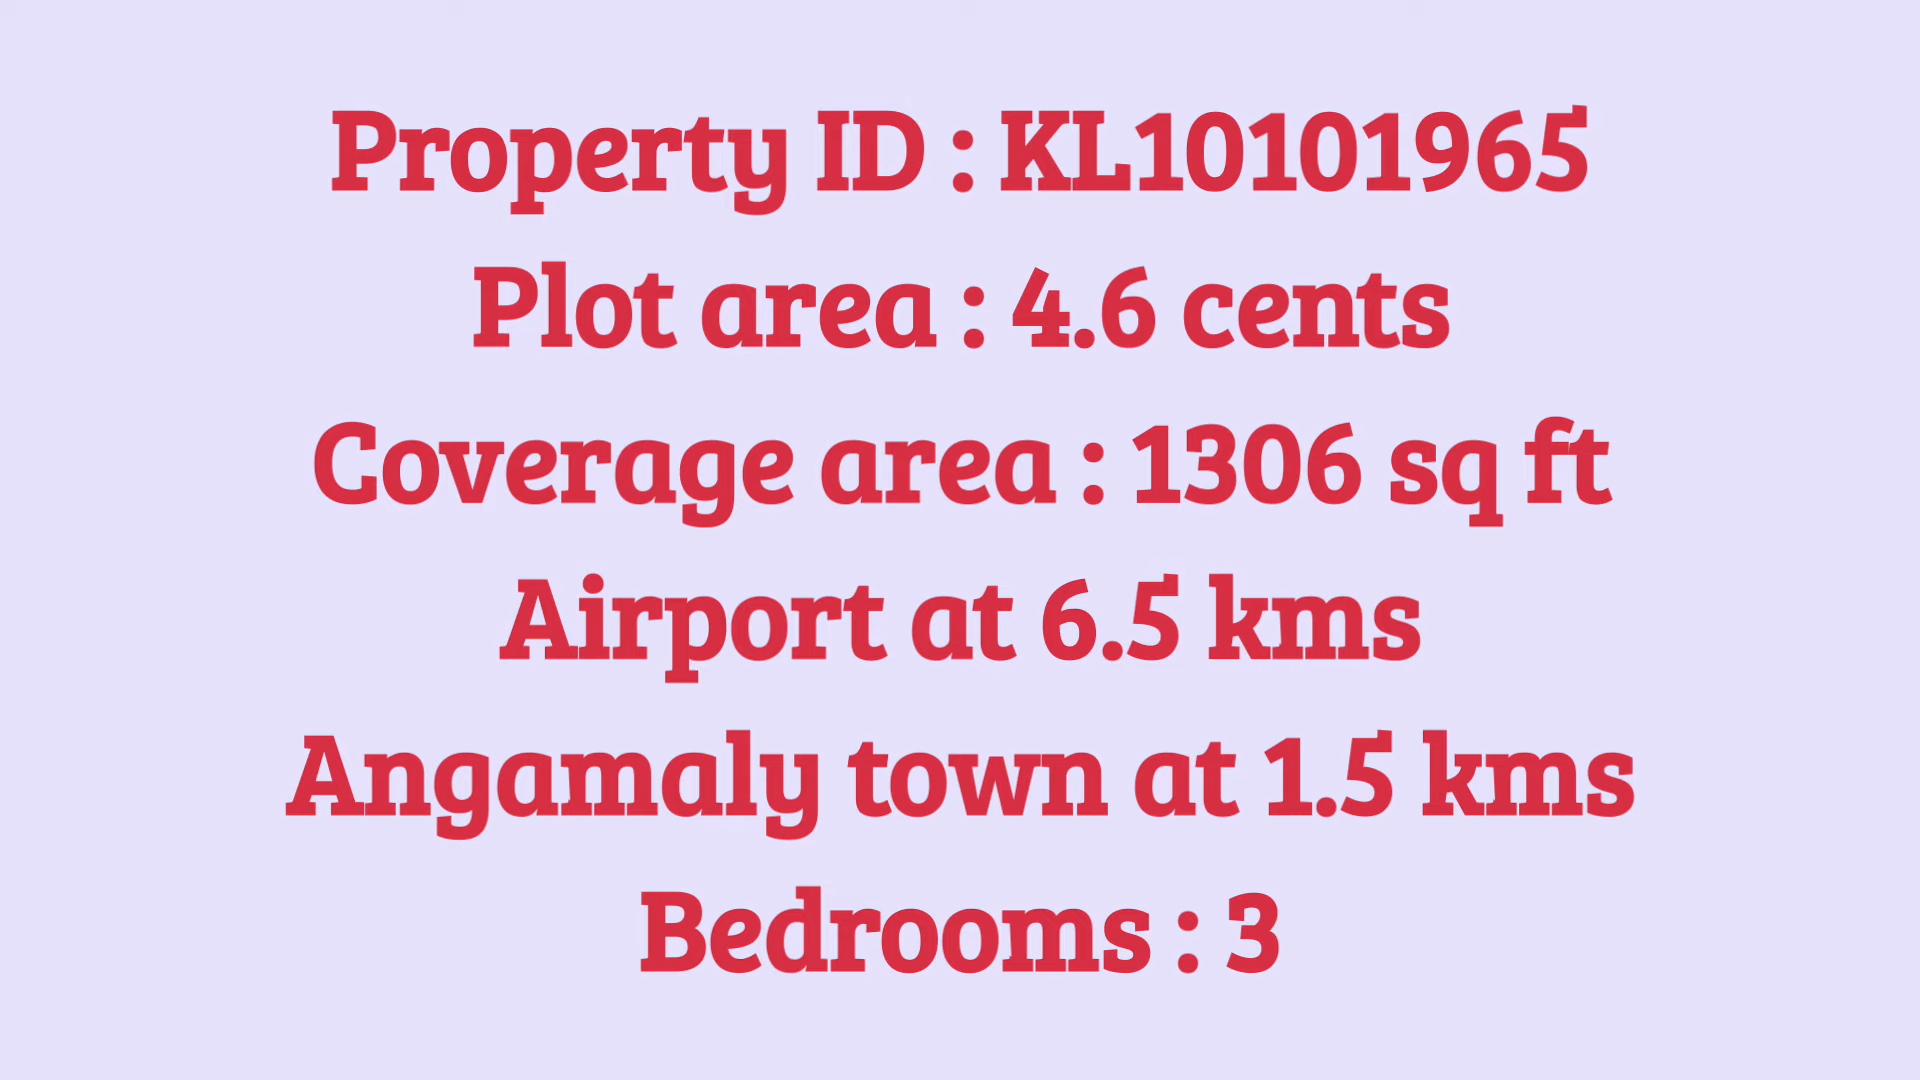 Property ID : KL10101965
Plot area : 4.6 cents
Coverage area : 1306 sq ft
Airport at 6.5 kms
Angamaly town at 1.5 kms
Bedrooms : 3